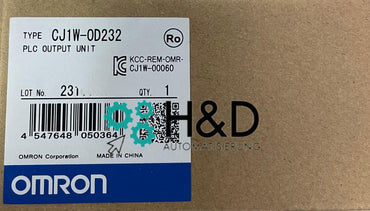 TYPE CJ1W-OD232
PLC OUTPUT UNIT
Ro
KCC-REM-OMR-
CJ1W-00060
LOT No. 231
QTY. 1
4 547648 050364
H&D
AUTOMATISIERUNG
OMRON Corporation MADE IN CHINA
OMRON